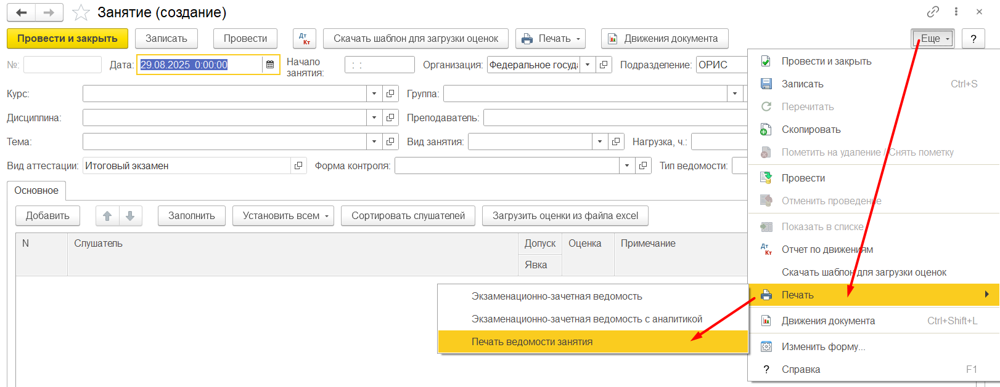 Занятие (создание)
Провести и закрыть Записать Провести Дт Кт Скачать шаблон для загрузки оценок Печать Движения документа Еще ?
№: Дата: 29.08.2025 0:00:00 Начало занятия: : : Организация: Федеральное госуда Подразделение: ОРИС
Курс: Группа:
Дисциплина: Преподаватель:
Тема: Вид занятия: Нагрузка, ч.:
Вид аттестации: Итоговый экзамен Форма контроля: Тип ведомости:
Основное
Добавить Заполнить Установить всем Сортировать слушателей Загрузить оценки из файла excel
N Слушатель Допуск Оценка Примечание
Явка
Провести и закрыть
Записать Ctrl+S
Перечитать
Скопировать
Пометить на удаление / Снять пометку
Провести
Отменить проведение
Показать в списке
Дт Кт Отчет по движениям
Скачать шаблон для загрузки оценок
Печать
Движения документа Ctrl+Shift+L
Изменить форму...
? Справка F1
Экзаменационно-зачетная ведомость
Экзаменационно-зачетная ведомость с аналитикой
Печать ведомости занятия